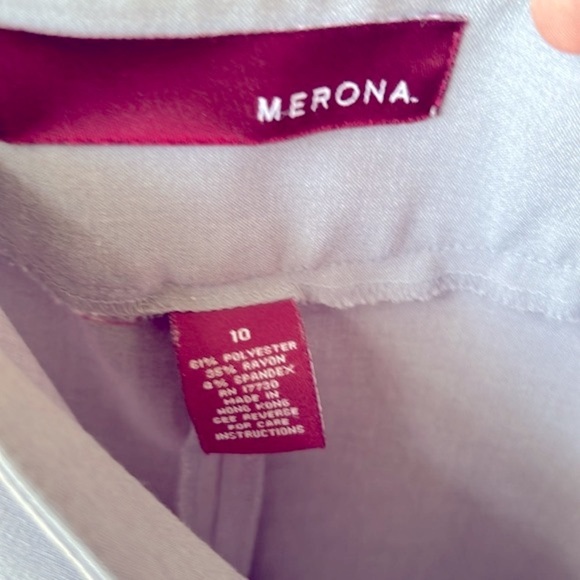 MERONA.
10
61% POLYESTER
35% RAYON
4% SPANDEX
RN 17730
MADE IN
HONG KONG
SEE REVERSE
FOR CARE
INSTRUCTIONS